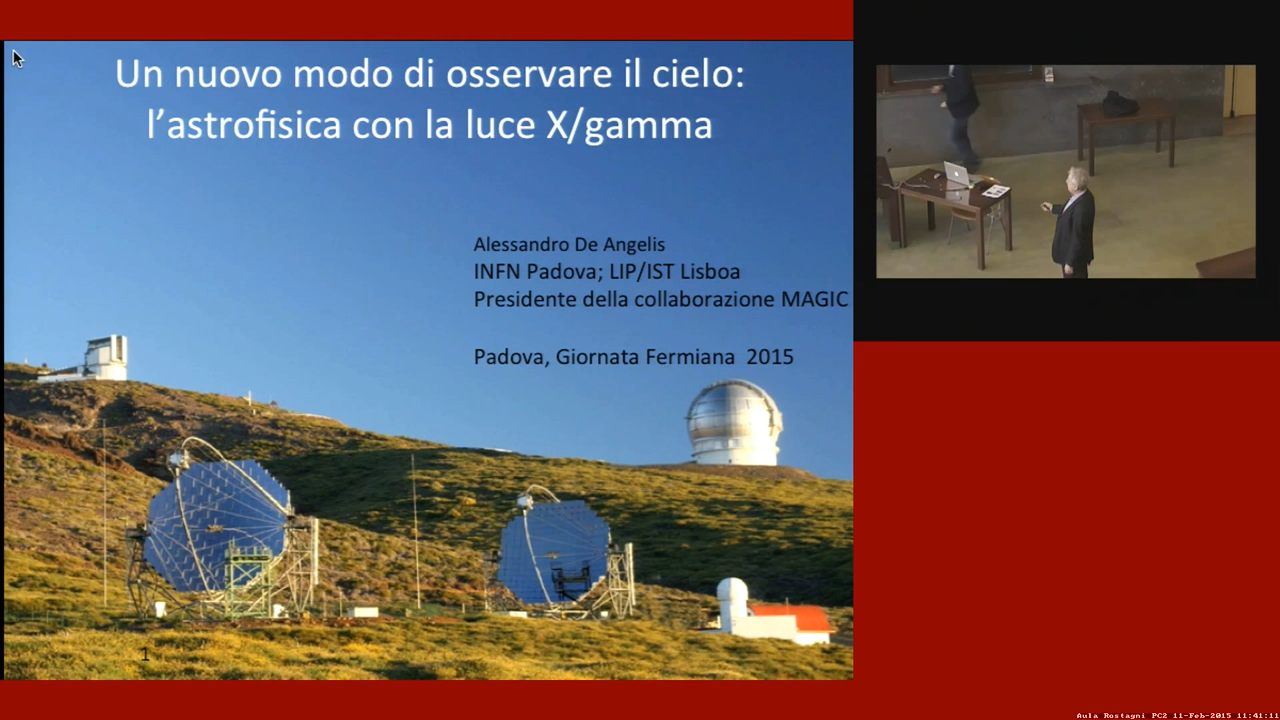 Un nuovo modo di osservare il cielo:
l’astrofisica con la luce X/gamma
Alessandro De Angelis
INFN Padova; LIP/IST Lisboa
Presidente della collaborazione MAGIC
Padova, Giornata Fermiana 2015
1
Aula Rostagni PC2 11-Feb-2015 11:41:11